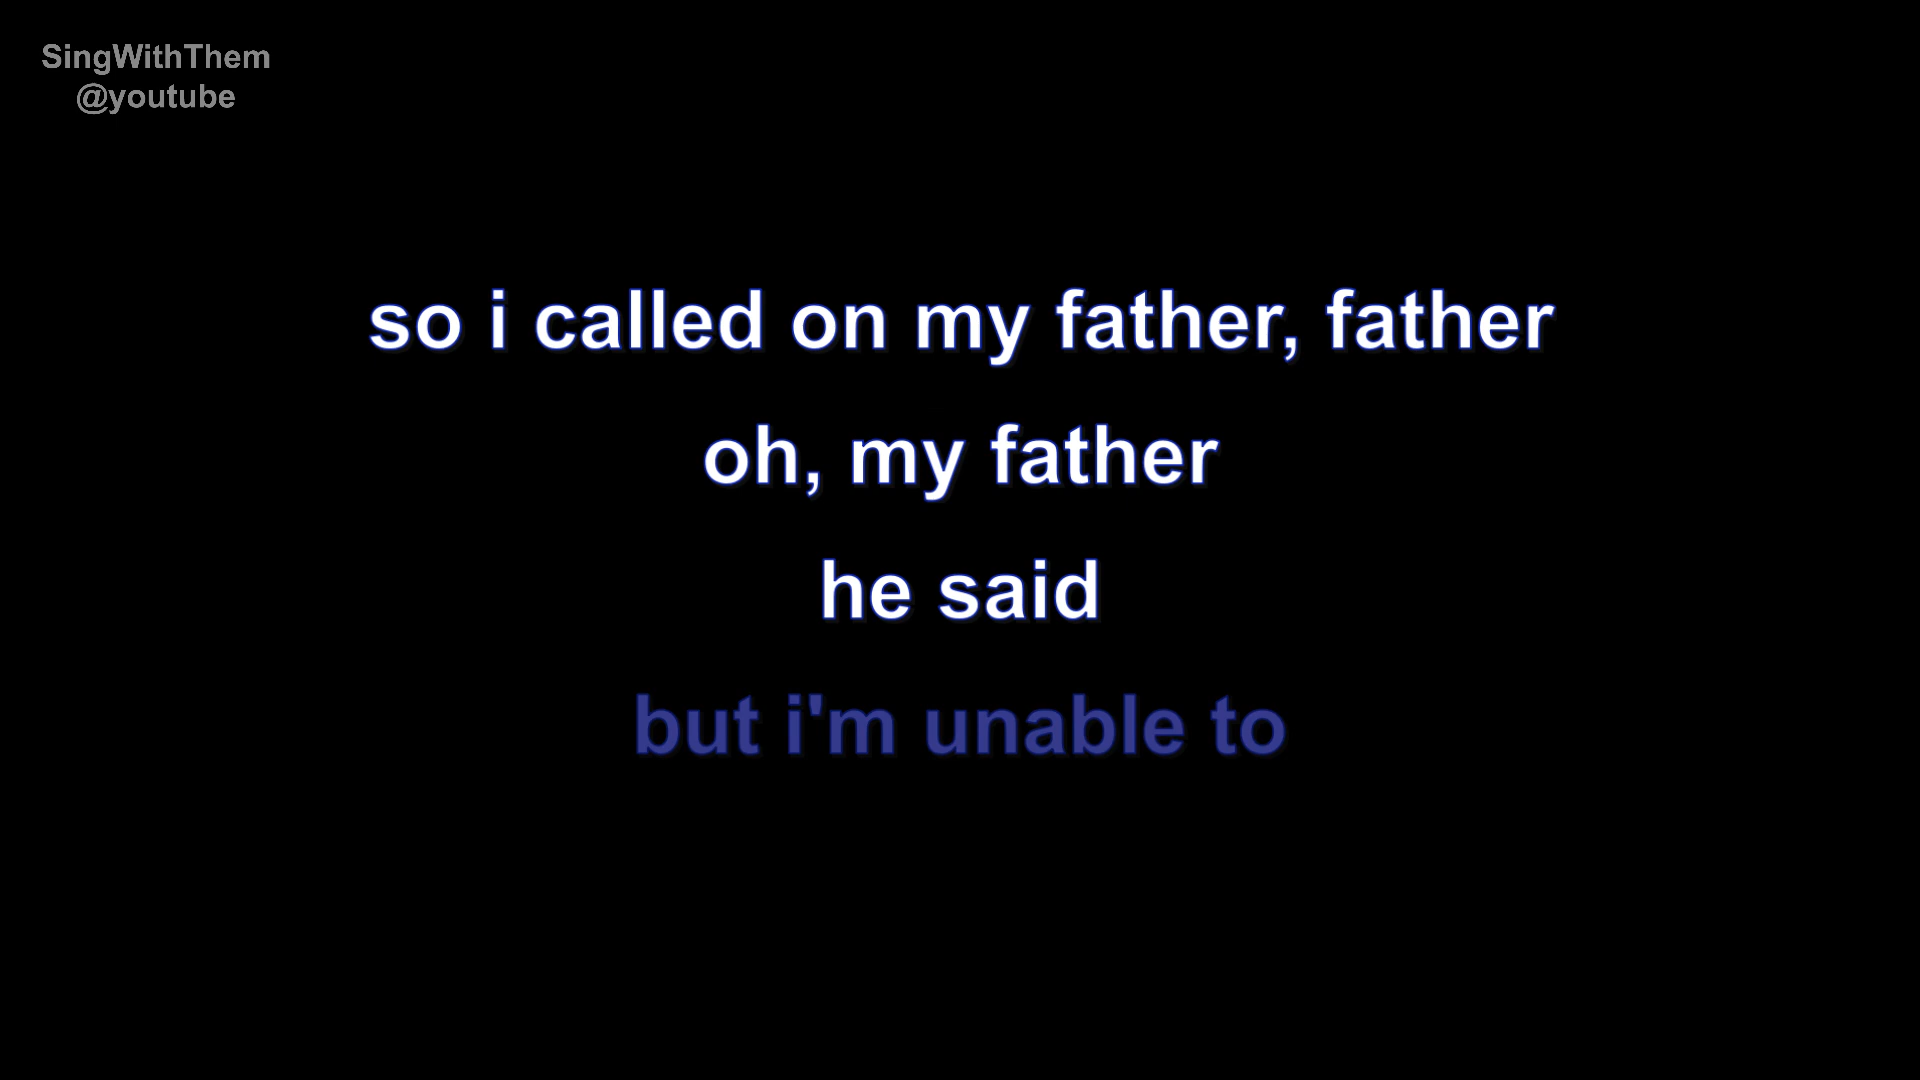 SingWithThem
@youtube
so i called on my father, father
oh, my father
he said
but i'm unable to